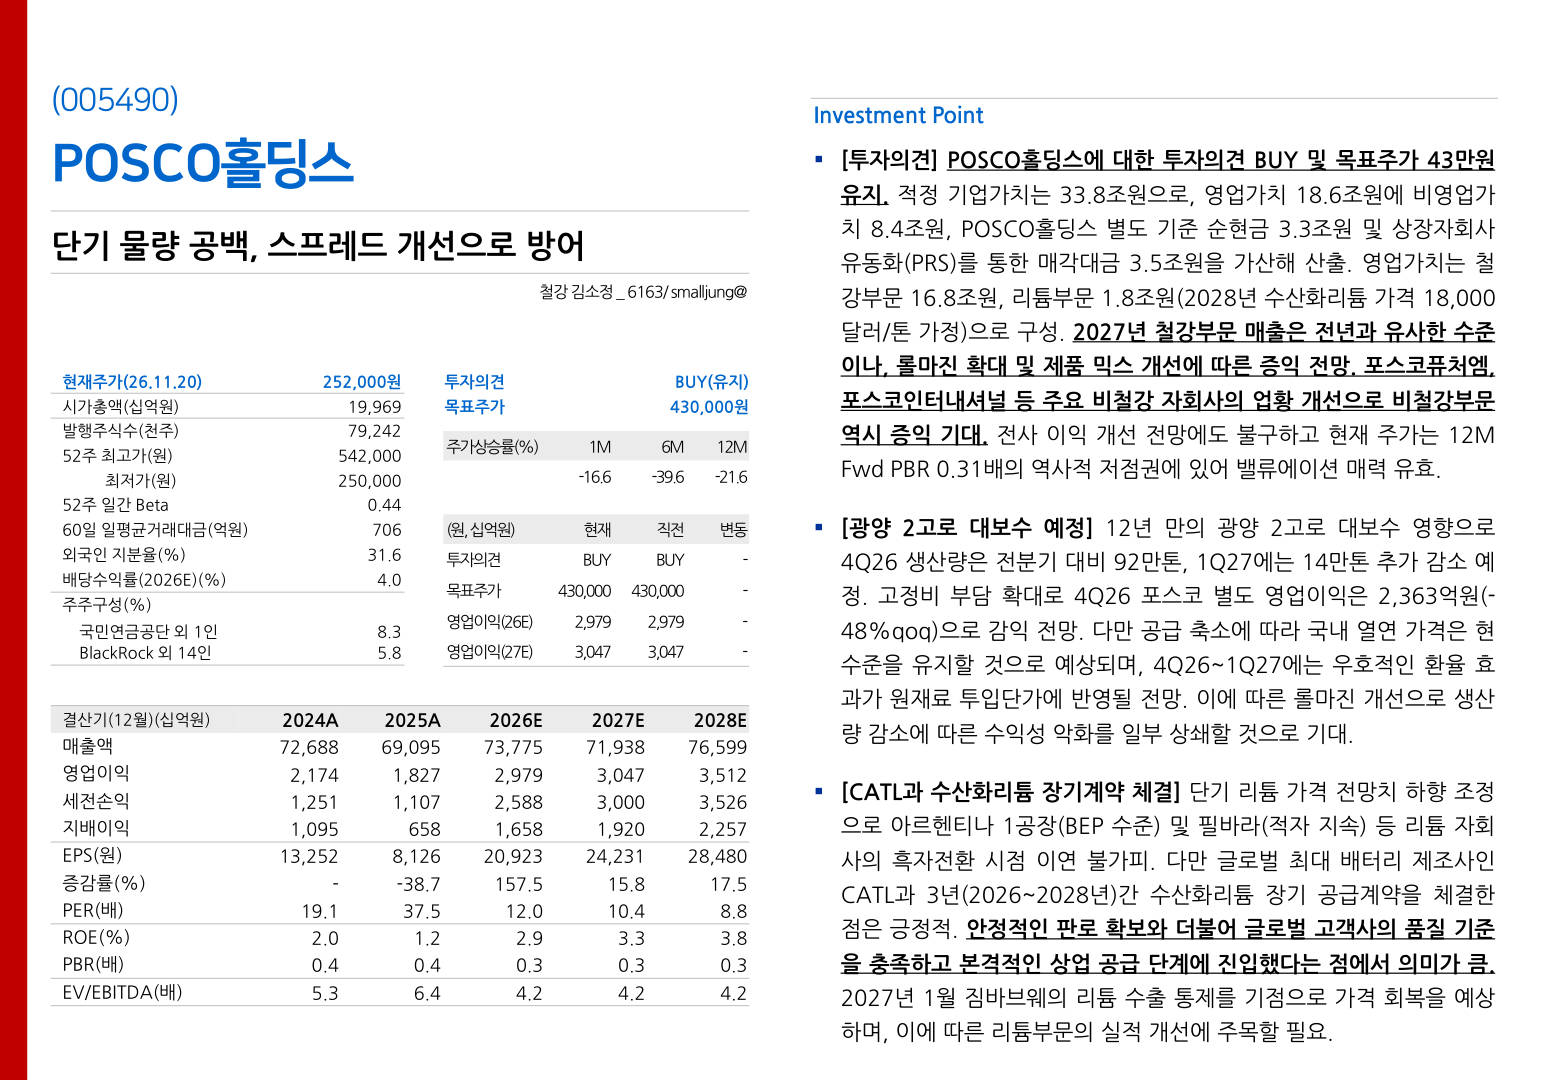 (005490)
POSCO홀딩스
단기 물량 공백, 스프레드 개선으로 방어
철강 김소정 _ 6163/ smalljung@
현재주가(26.11.20) 252,000원
시가총액(십억원) 19,969
발행주식수(천주) 79,242
52주 최고가(원) 542,000
최저가(원) 250,000
52주 일간 Beta 0.44
60일 일평균거래대금(억원) 706
외국인 지분율(%) 31.6
배당수익률(2026E)(%) 4.0
주주구성(%)
국민연금공단 외 1인 8.3
BlackRock 외 14인 5.8
투자의견 BUY(유지)
목표주가 430,000원
주가상승률(%) 1M 6M 12M
-16.6 -39.6 -21.6
(원, 십억원) 현재 직전 변동
투자의견 BUY BUY -
목표주가 430,000 430,000 -
영업이익(26E) 2,979 2,979 -
영업이익(27E) 3,047 3,047 -
결산기(12월)(십억원) 2024A 2025A 2026E 2027E 2028E
매출액 72,688 69,095 73,775 71,938 76,599
영업이익 2,174 1,827 2,979 3,047 3,512
세전손익 1,251 1,107 2,588 3,000 3,526
지배이익 1,095 658 1,658 1,920 2,257
EPS(원) 13,252 8,126 20,923 24,231 28,480
증감률(%) - -38.7 157.5 15.8 17.5
PER(배) 19.1 37.5 12.0 10.4 8.8
ROE(%) 2.0 1.2 2.9 3.3 3.8
PBR(배) 0.4 0.4 0.3 0.3 0.3
EV/EBITDA(배) 5.3 6.4 4.2 4.2 4.2
Investment Point
▪ [투자의견] POSCO홀딩스에 대한 투자의견 BUY 및 목표주가 43만원
유지. 적정 기업가치는 33.8조원으로, 영업가치 18.6조원에 비영업가
치 8.4조원, POSCO홀딩스 별도 기준 순현금 3.3조원 및 상장자회사
유동화(PRS)를 통한 매각대금 3.5조원을 가산해 산출. 영업가치는 철
강부문 16.8조원, 리튬부문 1.8조원(2028년 수산화리튬 가격 18,000
달러/톤 가정)으로 구성. 2027년 철강부문 매출은 전년과 유사한 수준
이나, 롤마진 확대 및 제품 믹스 개선에 따른 증익 전망. 포스코퓨처엠,
포스코인터내셔널 등 주요 비철강 자회사의 업황 개선으로 비철강부문
역시 증익 기대. 전사 이익 개선 전망에도 불구하고 현재 주가는 12M
Fwd PBR 0.31배의 역사적 저점권에 있어 밸류에이션 매력 유효.
▪ [광양 2고로 대보수 예정] 12년 만의 광양 2고로 대보수 영향으로
4Q26 생산량은 전분기 대비 92만톤, 1Q27에는 14만톤 추가 감소 예
정. 고정비 부담 확대로 4Q26 포스코 별도 영업이익은 2,363억원(-
48%qoq)으로 감익 전망. 다만 공급 축소에 따라 국내 열연 가격은 현
수준을 유지할 것으로 예상되며, 4Q26~1Q27에는 우호적인 환율 효
과가 원재료 투입단가에 반영될 전망. 이에 따른 롤마진 개선으로 생산
량 감소에 따른 수익성 악화를 일부 상쇄할 것으로 기대.
▪ [CATL과 수산화리튬 장기계약 체결] 단기 리튬 가격 전망치 하향 조정
으로 아르헨티나 1공장(BEP 수준) 및 필바라(적자 지속) 등 리튬 자회
사의 흑자전환 시점 이연 불가피. 다만 글로벌 최대 배터리 제조사인
CATL과 3년(2026~2028년)간 수산화리튬 장기 공급계약을 체결한
점은 긍정적. 안정적인 판로 확보와 더불어 글로벌 고객사의 품질 기준
을 충족하고 본격적인 상업 공급 단계에 진입했다는 점에서 의미가 큼.
2027년 1월 짐바브웨의 리튬 수출 통제를 기점으로 가격 회복을 예상
하며, 이에 따른 리튬부문의 실적 개선에 주목할 필요.